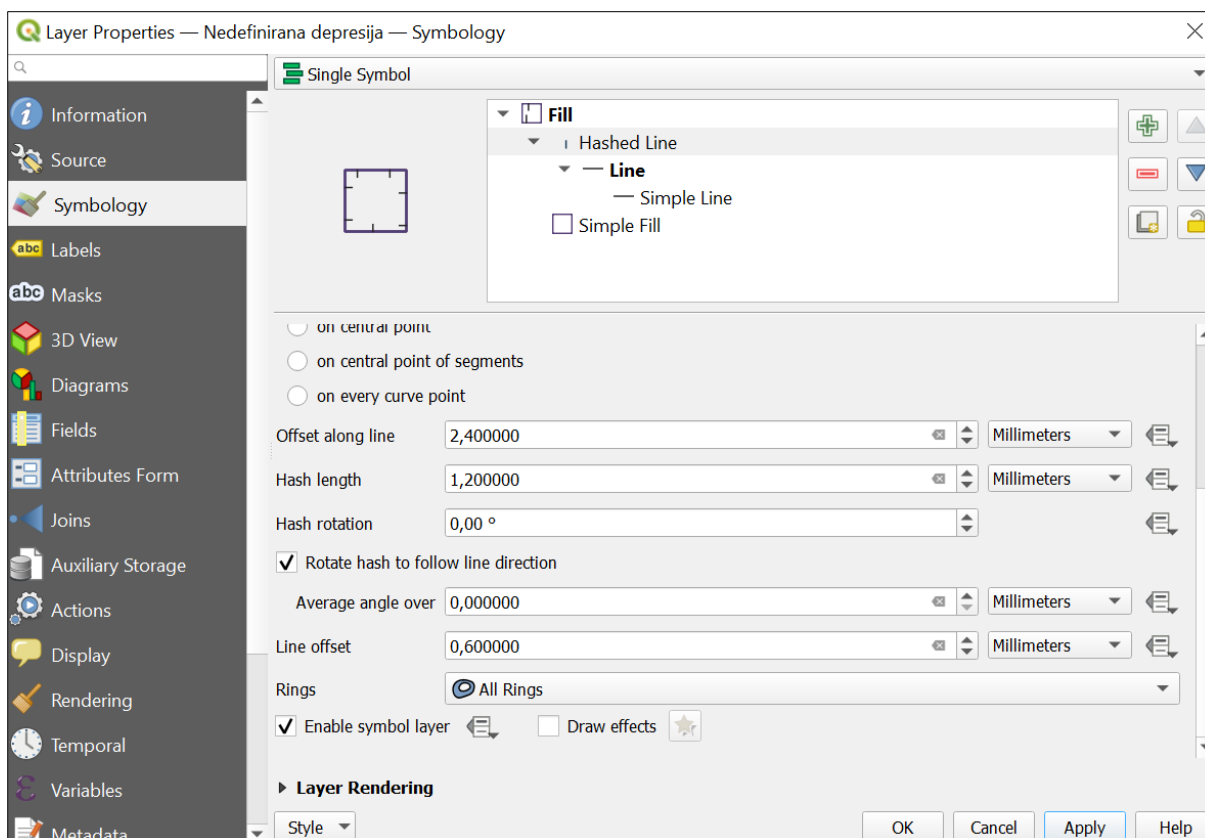 Layer Properties — Nedefinirana depresija — Symbology
Single Symbol
Information
Source
Symbology
abc Labels
abc Masks
3D View
Diagrams
Fields
Attributes Form
Joins
Auxiliary Storage
Actions
Display
Rendering
Temporal
Variables
Metadata
Fill
Hashed Line
Line
Simple Line
Simple Fill
on central point
on central point of segments
on every curve point
Offset along line 2,400000 Millimeters
Hash length 1,200000 Millimeters
Hash rotation 0,00 °
Rotate hash to follow line direction
Average angle over 0,000000 Millimeters
Line offset 0,600000 Millimeters
Rings All Rings
Enable symbol layer Draw effects
Layer Rendering
Style OK Cancel Apply Help